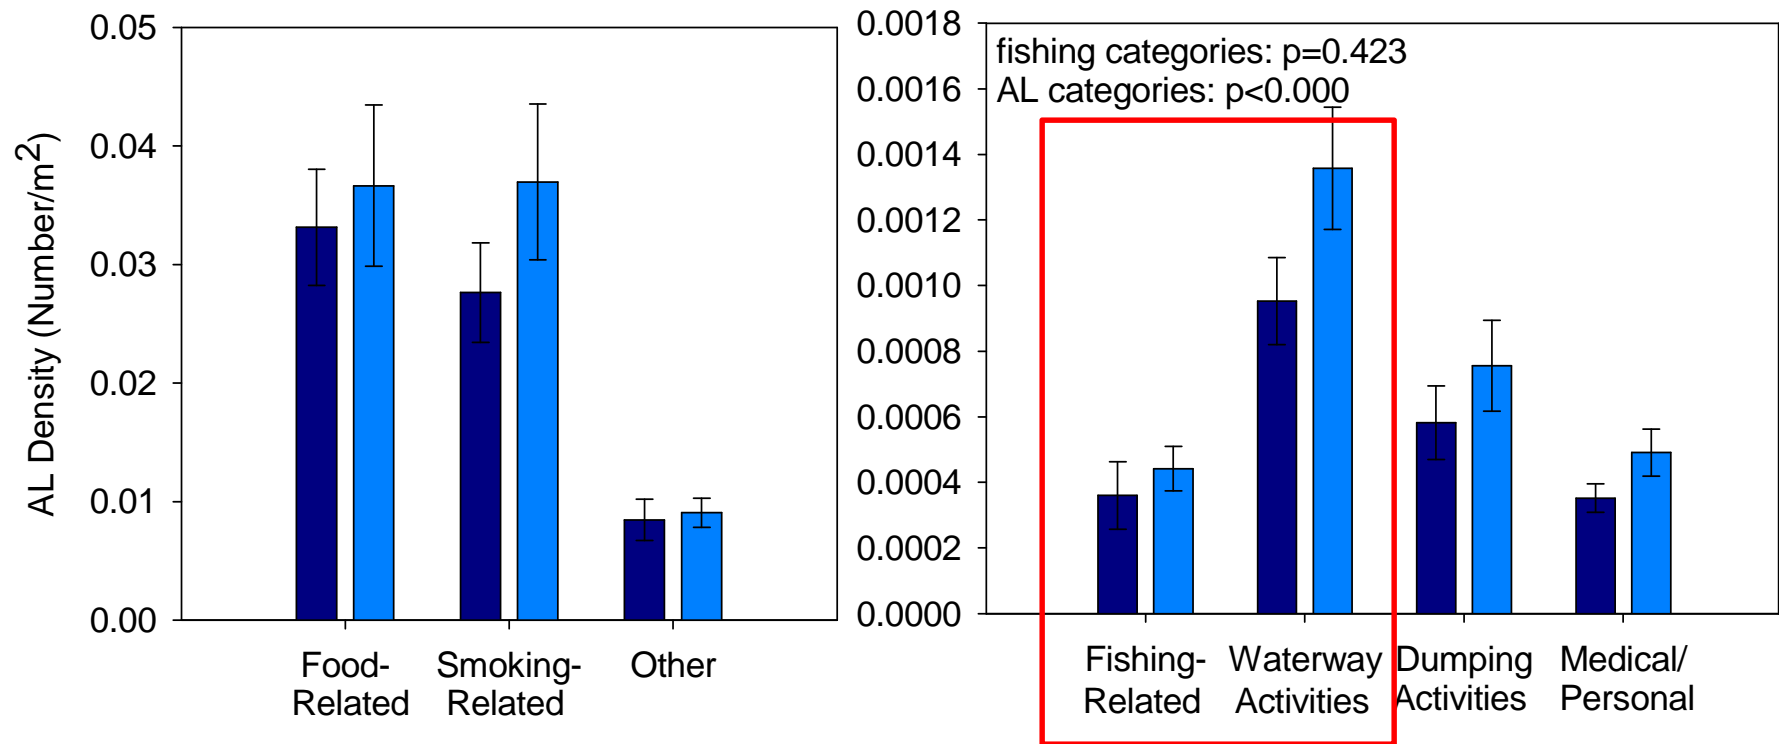 AL Density (Number/m²)
0.05
0.04
0.03
0.02
0.01
0.00
Food-
Related
Smoking-
Related
Other
0.0018
0.0016
0.0014
0.0012
0.0010
0.0008
0.0006
0.0004
0.0002
0.0000
fishing categories: p=0.423
AL categories: p<0.000
Fishing-
Related
Waterway
Activities
Dumping
Activities
Medical/
Personal